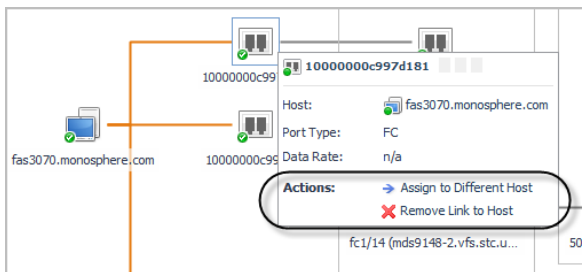 10000000c997
10000000c997d181
Host: fas3070.monosphere.com
Port Type: FC
Data Rate: n/a
Actions: Assign to Different Host
Remove Link to Host
fas3070.monosphere.com
10000000c99
fc1/14 (mds9148-2.vfs.stc.u...
50